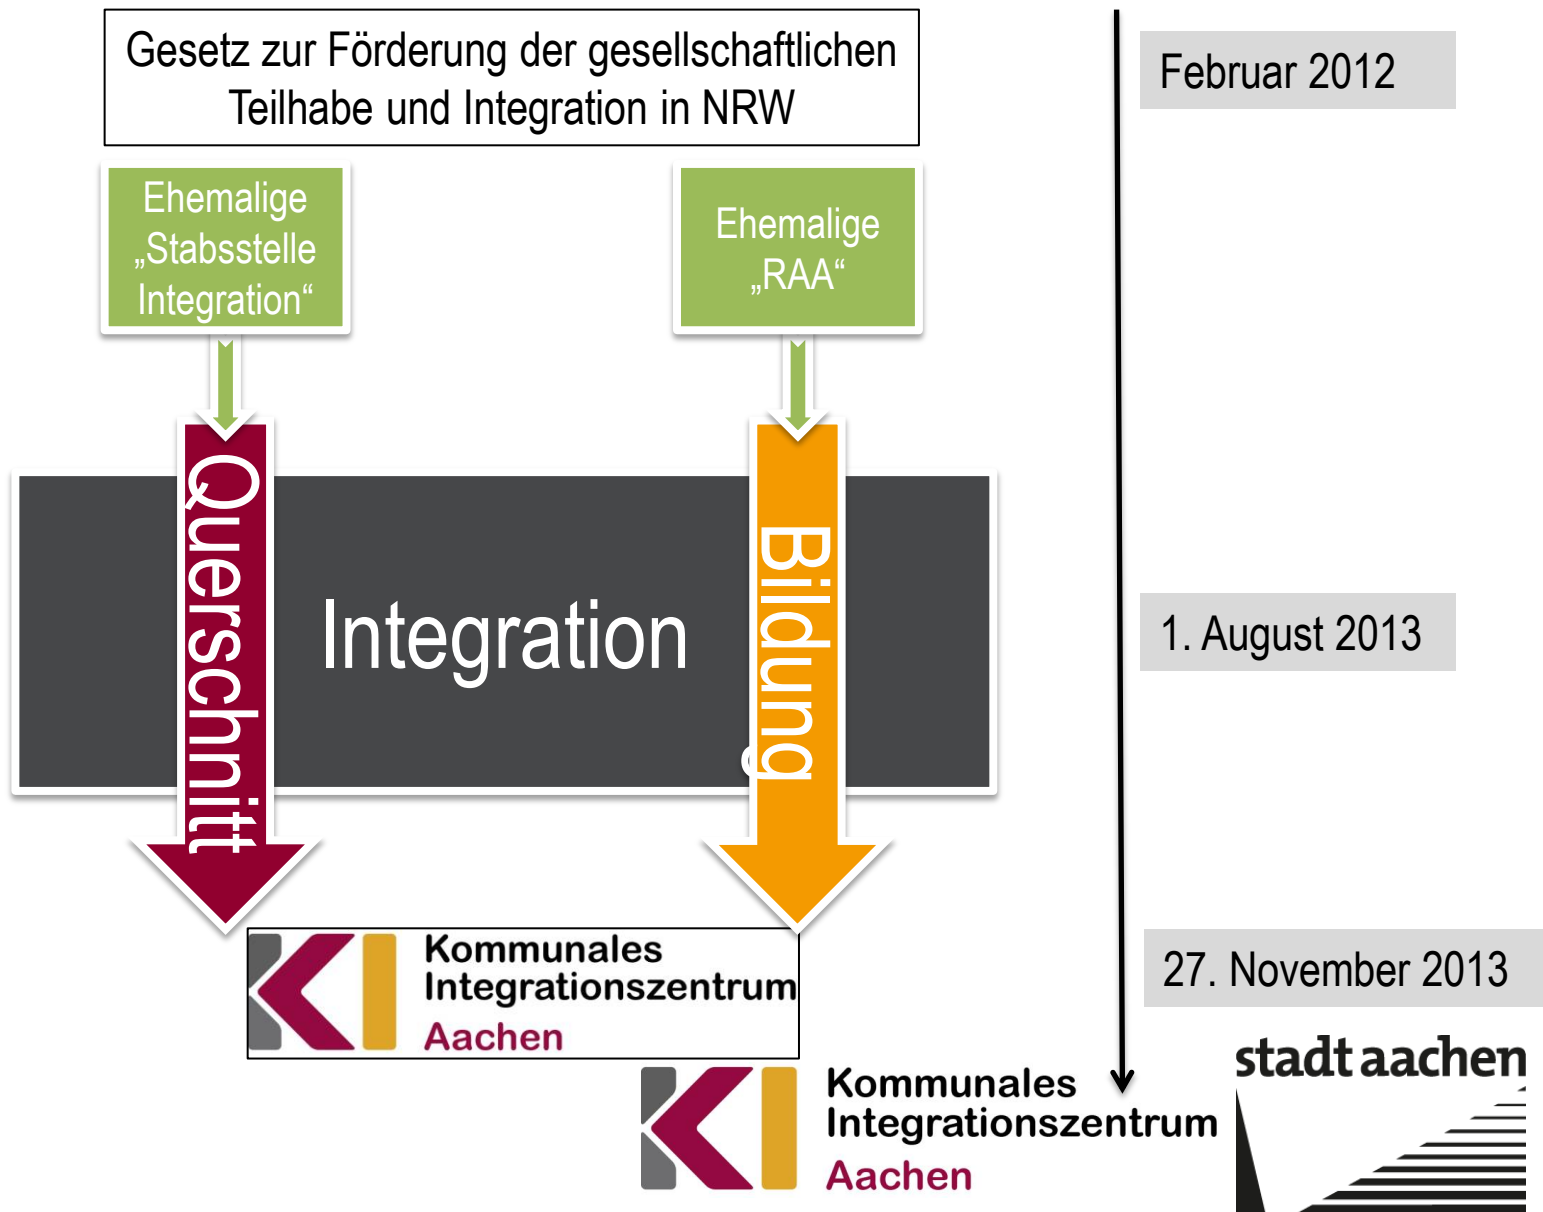 Gesetz zur Förderung der gesellschaftlichen
Teilhabe und Integration in NRW
Februar 2012
Ehemalige
„Stabsstelle
Integration“
Ehemalige
„RAA“
Querschnitt
Integration
Bildung
1. August 2013
27. November 2013
Kommunales
Integrationszentrum
Aachen
Kommunales
Integrationszentrum
Aachen
stadt aachen